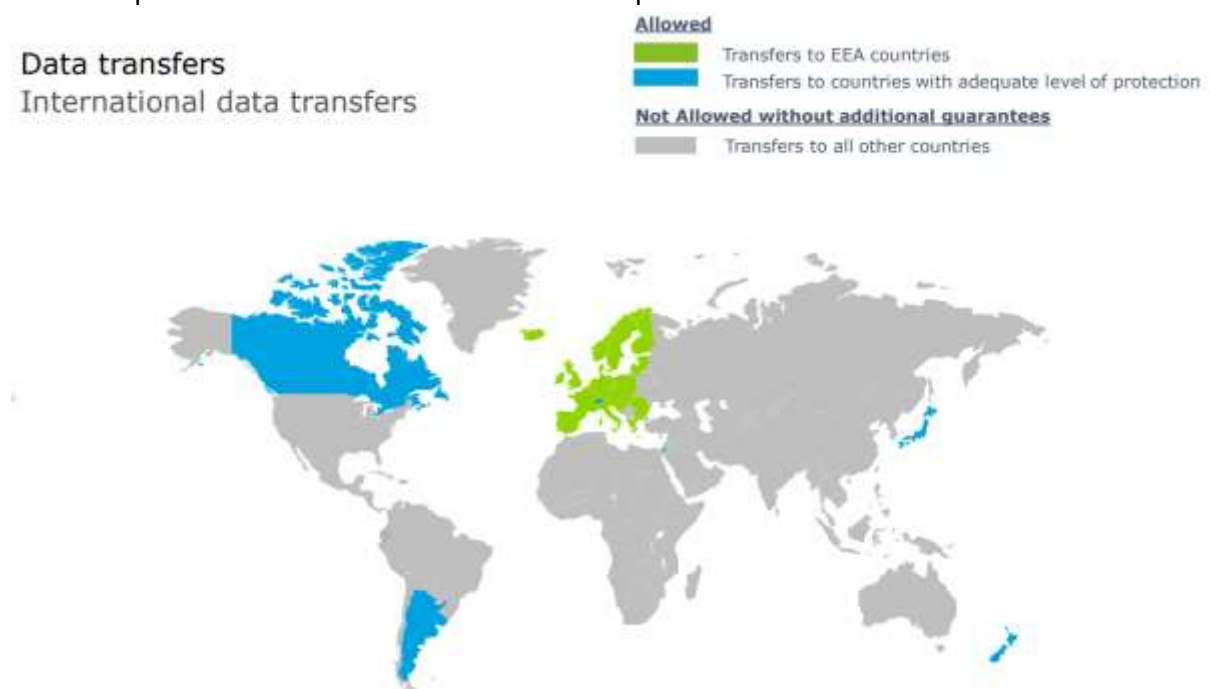 Data transfers
International data transfers
Allowed
Transfers to EEA countries
Transfers to countries with adequate level of protection
Not Allowed without additional guarantees
Transfers to all other countries